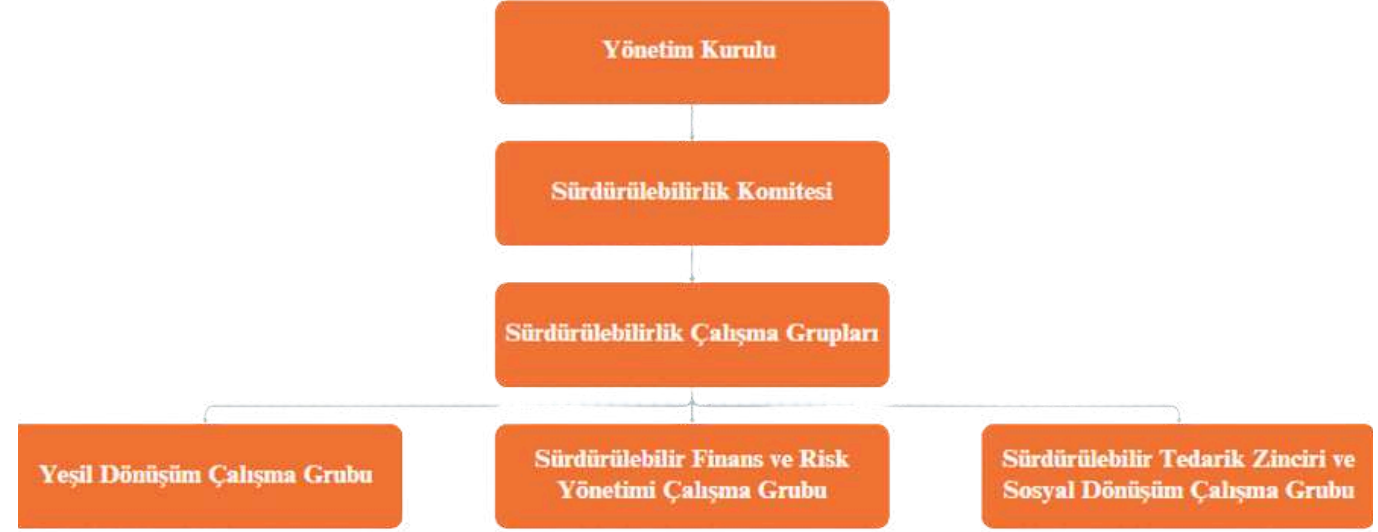 Yönetim Kurulu
Sürdürülebilirlik Komitesi
Sürdürülebilirlik Çalışma Grupları
Yeşil Dönüşüm Çalışma Grubu
Sürdürülebilir Finans ve Risk
Yönetimi Çalışma Grubu
Sürdürülebilir Tedarik Zinciri ve
Sosyal Dönüşüm Çalışma Grubu